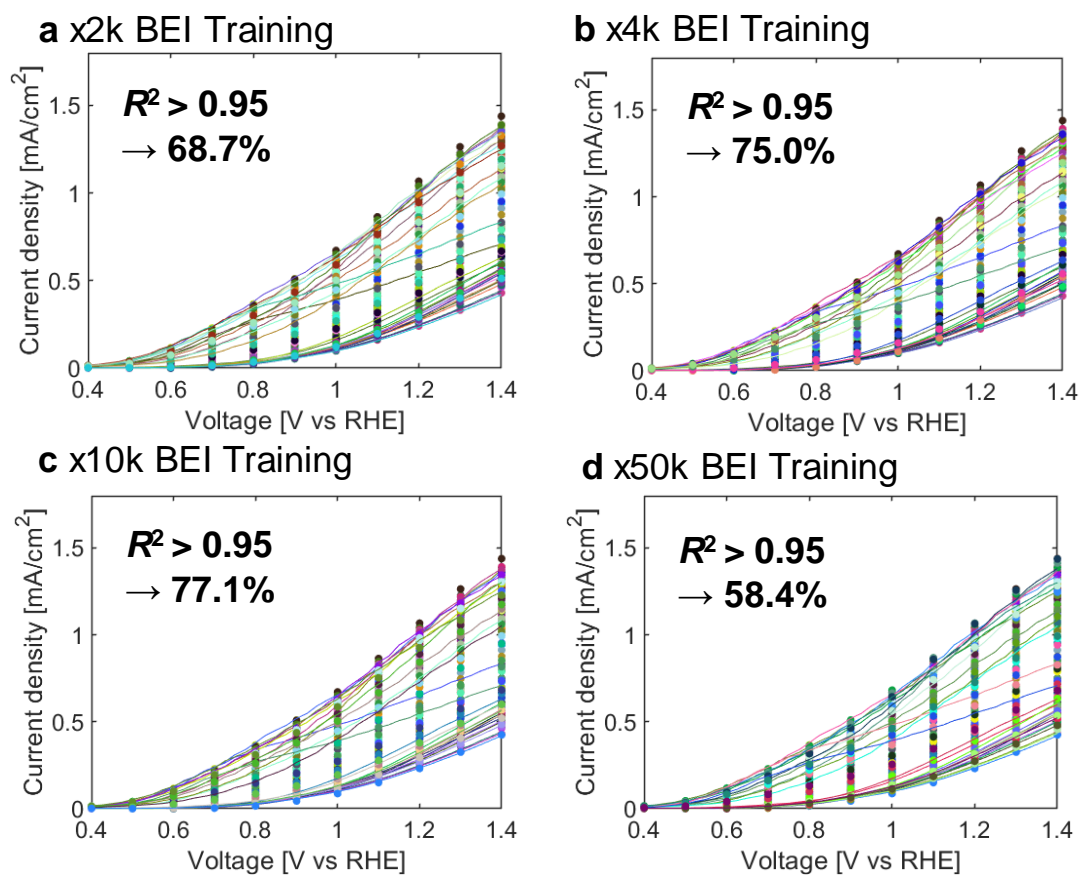 a x2k BEI Training
R² > 0.95
→ 68.7%
Current density [mA/cm²]
1.5
1
0.5
0
0.4 0.6 0.8 1 1.2 1.4
Voltage [V vs RHE]
b x4k BEI Training
R² > 0.95
→ 75.0%
Current density [mA/cm²]
1.5
1
0.5
0
0.4 0.6 0.8 1 1.2 1.4
Voltage [V vs RHE]
c x10k BEI Training
R² > 0.95
→ 77.1%
Current density [mA/cm²]
1.5
1
0.5
0
0.4 0.6 0.8 1 1.2 1.4
Voltage [V vs RHE]
d x50k BEI Training
R² > 0.95
→ 58.4%
Current density [mA/cm²]
1.5
1
0.5
0
0.4 0.6 0.8 1 1.2 1.4
Voltage [V vs RHE]